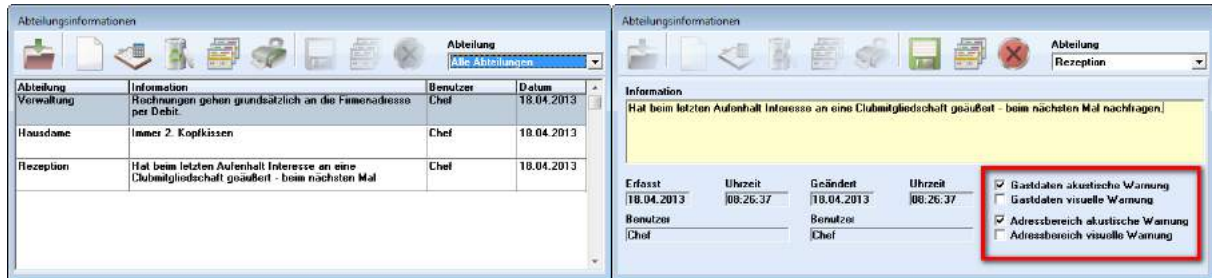 Abteilungsinformationen
Abteilung
Alle Abteilungen
Abteilung Information Benutzer Datum
Verwaltung Rechnungen gehen grundsätzlich an die Firmenadresse Chef 18.04.2013
per Debit.
Hausdame Immer 2. Kopfkissen Chef 18.04.2013
Rezeption Hat beim letzten Aufenhalt Interesse an eine Chef 18.04.2013
Clubmitgliedschaft geäußert - beim nächsten Mal
Abteilungsinformationen
Abteilung
Rezeption
Information
Hat beim letzten Aufenhalt Interesse an eine Clubmitgliedschaft geäußert - beim nächsten Mal nachfragen.
Erfasst Uhrzeit Geändert Uhrzeit
18.04.2013 08:26:37 18.04.2013 08:26:37
Benutzer Benutzer
Chef Chef
Gastdaten akustische Warnung
Gastdaten visuelle Warnung
Adressbereich akustische Warnung
Adressbereich visuelle Warnung